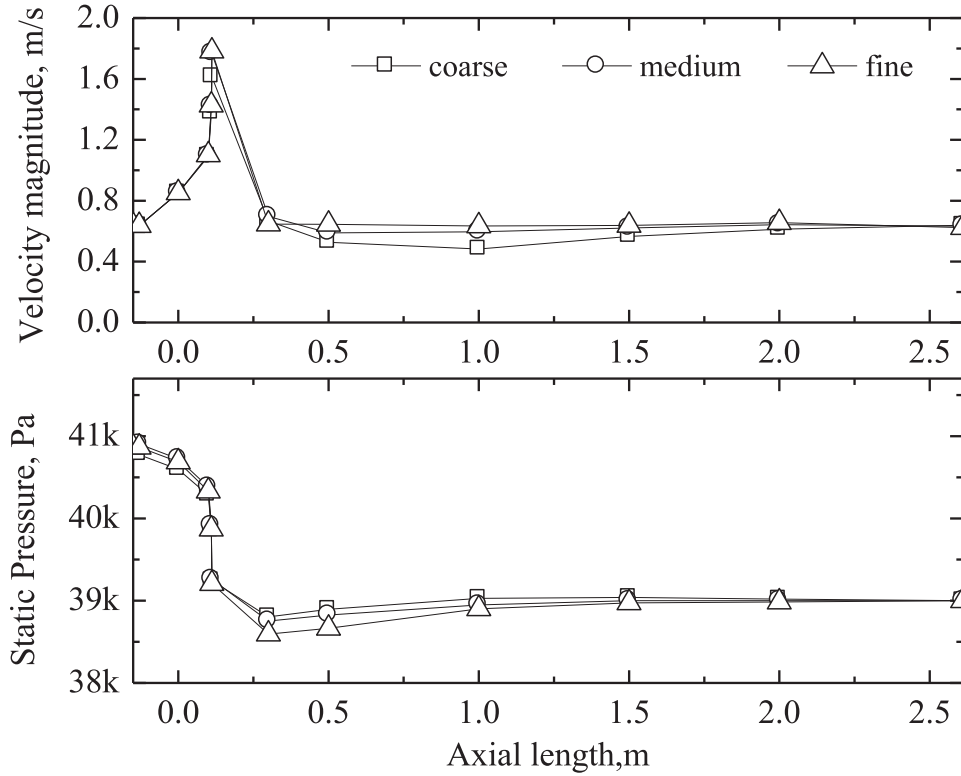 Velocity magnitude, m/s
2.0
1.6
1.2
0.8
0.4
0.0
coarse medium fine
0.0 0.5 1.0 1.5 2.0 2.5
Static Pressure, Pa
41k
40k
39k
38k
0.0 0.5 1.0 1.5 2.0 2.5
Axial length,m